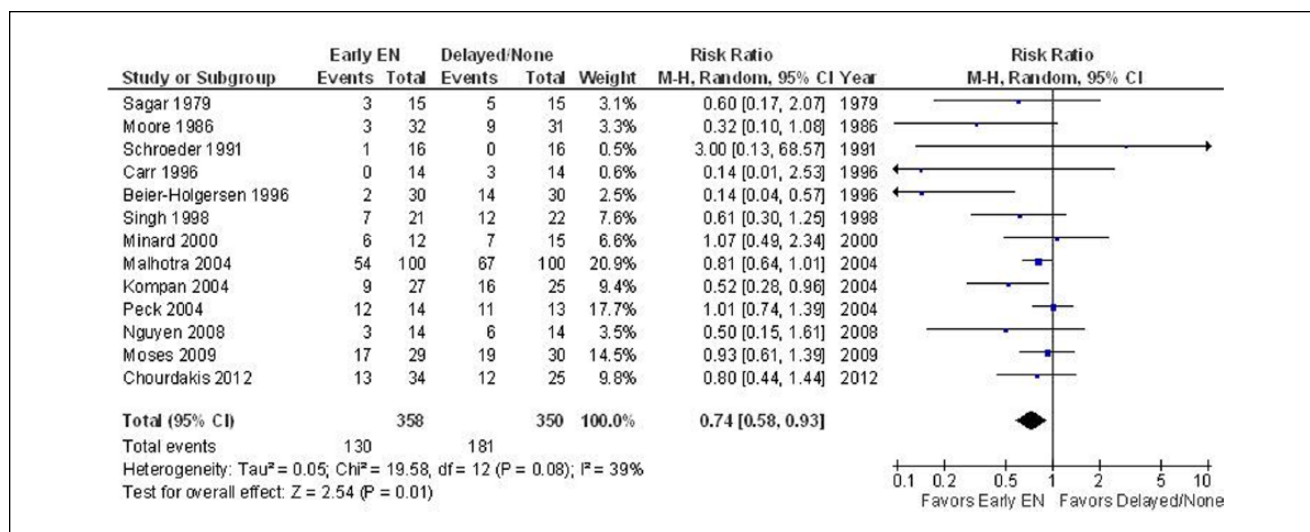 Early EN Delayed/None Risk Ratio Risk Ratio
Study or Subgroup Events Total Events Total Weight M-H, Random, 95% CI Year M-H, Random, 95% CI
Sagar 1979 3 15 5 15 3.1% 0.60 [0.17, 2.07] 1979
Moore 1986 3 32 9 31 3.3% 0.32 [0.10, 1.08] 1986
Schroeder 1991 1 16 0 16 0.5% 3.00 [0.13, 68.57] 1991
Carr 1996 0 14 3 14 0.6% 0.14 [0.01, 2.53] 1996
Beier-Holgersen 1996 2 30 14 30 2.5% 0.14 [0.04, 0.57] 1996
Singh 1998 7 21 12 22 7.6% 0.61 [0.30, 1.25] 1998
Minard 2000 6 12 7 15 6.6% 1.07 [0.49, 2.34] 2000
Malhotra 2004 54 100 67 100 20.9% 0.81 [0.64, 1.01] 2004
Kompan 2004 9 27 16 25 9.4% 0.52 [0.28, 0.96] 2004
Peck 2004 12 14 11 13 17.7% 1.01 [0.74, 1.39] 2004
Nguyen 2008 3 14 6 14 3.5% 0.50 [0.15, 1.61] 2008
Moses 2009 17 29 19 30 14.5% 0.93 [0.61, 1.39] 2009
Chourdakis 2012 13 34 12 25 9.8% 0.80 [0.44, 1.44] 2012
Total (95% CI) 358 350 100.0% 0.74 [0.58, 0.93]
Total events 130 181
Heterogeneity: Tau² = 0.05; Chi² = 19.58, df = 12 (P = 0.08); I² = 39%
Test for overall effect: Z = 2.54 (P = 0.01)
0.1 0.2 0.5 1 2 5 10
Favors Early EN Favors Delayed/None